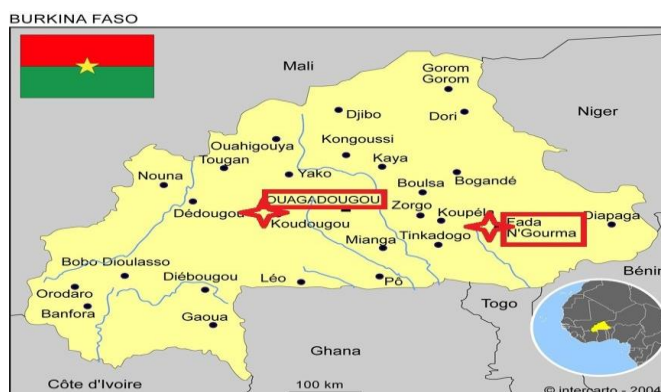 BURKINA FASO
Mali
Gorom
Gorom
Niger
Djibo
Dori
Ouahigouya
Kongoussi
Tougan
Kaya
Nouna
Yako
Bogandé
Boulsa
OUAGADOUGOU
Zorgo
Dédougou
Koupéla
Koudougou
Fada
N'Gourma
Diapaga
Mianga
Tinkadogo
Bobo Dioulasso
Diébougou
Léo
Pô
Bénin
Orodaro
Banfora
Togo
Gaoua
Ghana
Côte d'Ivoire
100 km
© intercarto - 2004